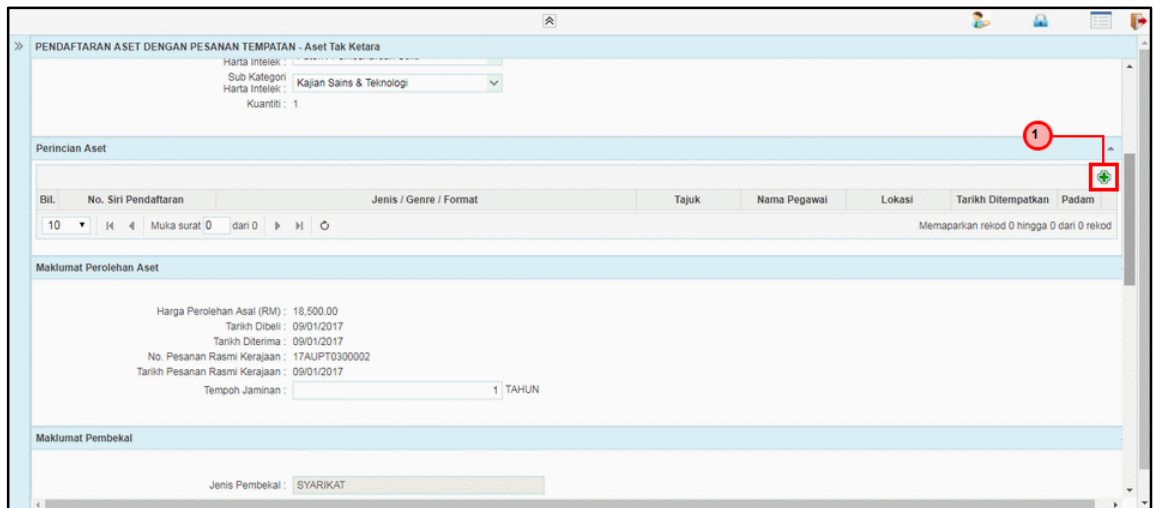 PENDAFTARAN ASET DENGAN PESANAN TEMPATAN - Aset Tak Ketara
Harta Intelek :
Sub Kategori
Harta Intelek : Kajian Sains & Teknologi
Kuantiti : 1
1
Perincian Aset
Bil. No. Siri Pendaftaran Jenis / Genre / Format Tajuk Nama Pegawai Lokasi Tarikh Ditempatkan Padam
10 Muka surat 0 dari 0 Memaparkan rekod 0 hingga 0 dari 0 rekod
Maklumat Perolehan Aset
Harga Perolehan Asal (RM) : 18,500.00
Tarikh Dibeli : 09/01/2017
Tarikh Diterima : 09/01/2017
No. Pesanan Rasmi Kerajaan : 17AUPT0300002
Tarikh Pesanan Rasmi Kerajaan : 09/01/2017
Tempoh Jaminan : 1 TAHUN
Maklumat Pembekal
Jenis Pembekal : SYARIKAT